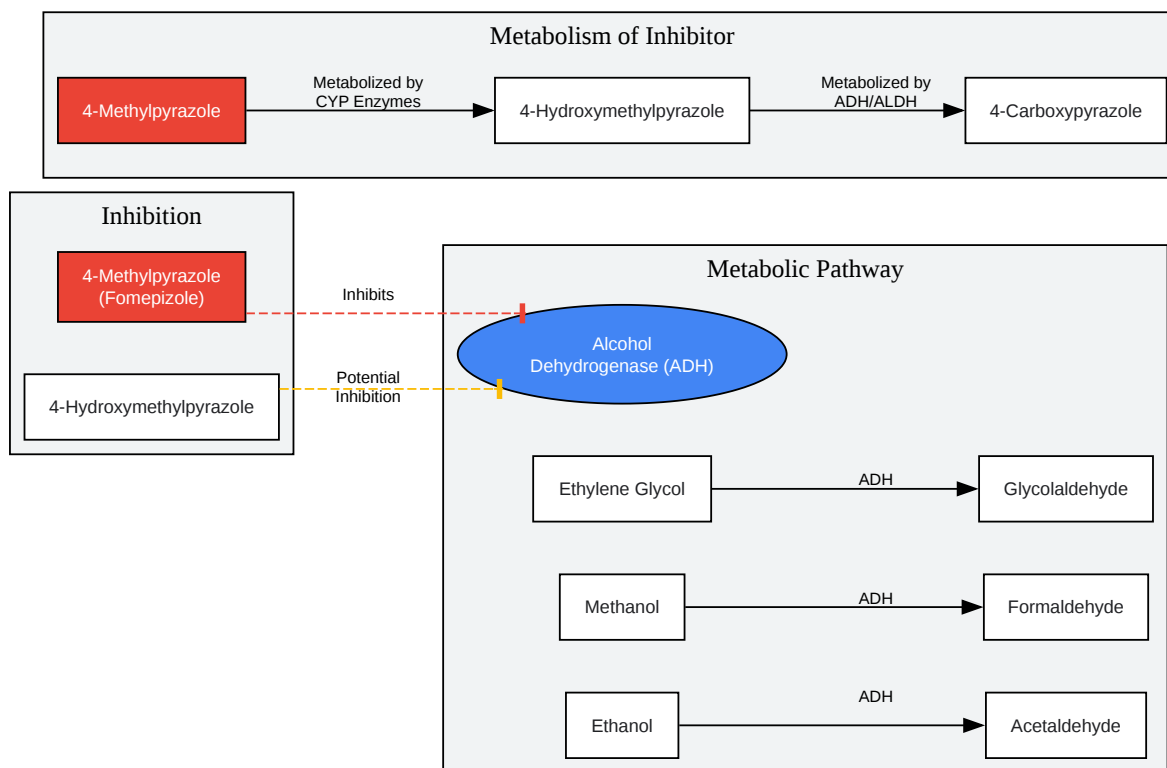 Metabolism of Inhibitor
4-Methylpyrazole
Metabolized by
CYP Enzymes
4-Hydroxymethylpyrazole
Metabolized by
ADH/ALDH
4-Carboxypyrazole
Inhibition
4-Methylpyrazole
(Fomepizole)
Inhibits
4-Hydroxymethylpyrazole
Potential
Inhibition
Metabolic Pathway
Alcohol
Dehydrogenase (ADH)
Ethylene Glycol
ADH
Glycolaldehyde
Methanol
ADH
Formaldehyde
Ethanol
ADH
Acetaldehyde